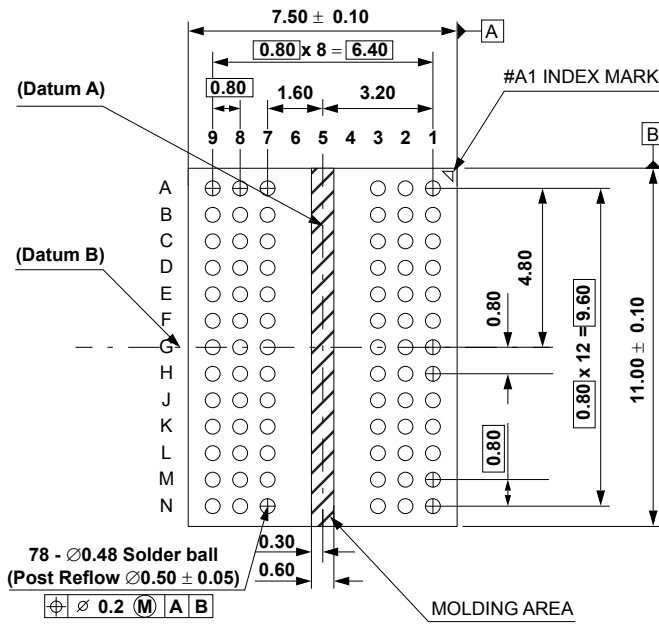 7.50 ± 0.10
A
0.80 x 8 = 6.40
#A1 INDEX MARK
(Datum A)
0.80
1.60
3.20
B
9 8 7 6 5 4 3 2 1
A
B
C
D
(Datum B)
E
F
G
H
J
K
L
M
N
4.80
0.80
0.80
0.80 x 12 = 9.60
11.00 ± 0.10
78 - ∅0.48 Solder ball
(Post Reflow ∅0.50 ± 0.05)
⌖ ∅ 0.2 Ⓜ A B
0.30
0.60
MOLDING AREA